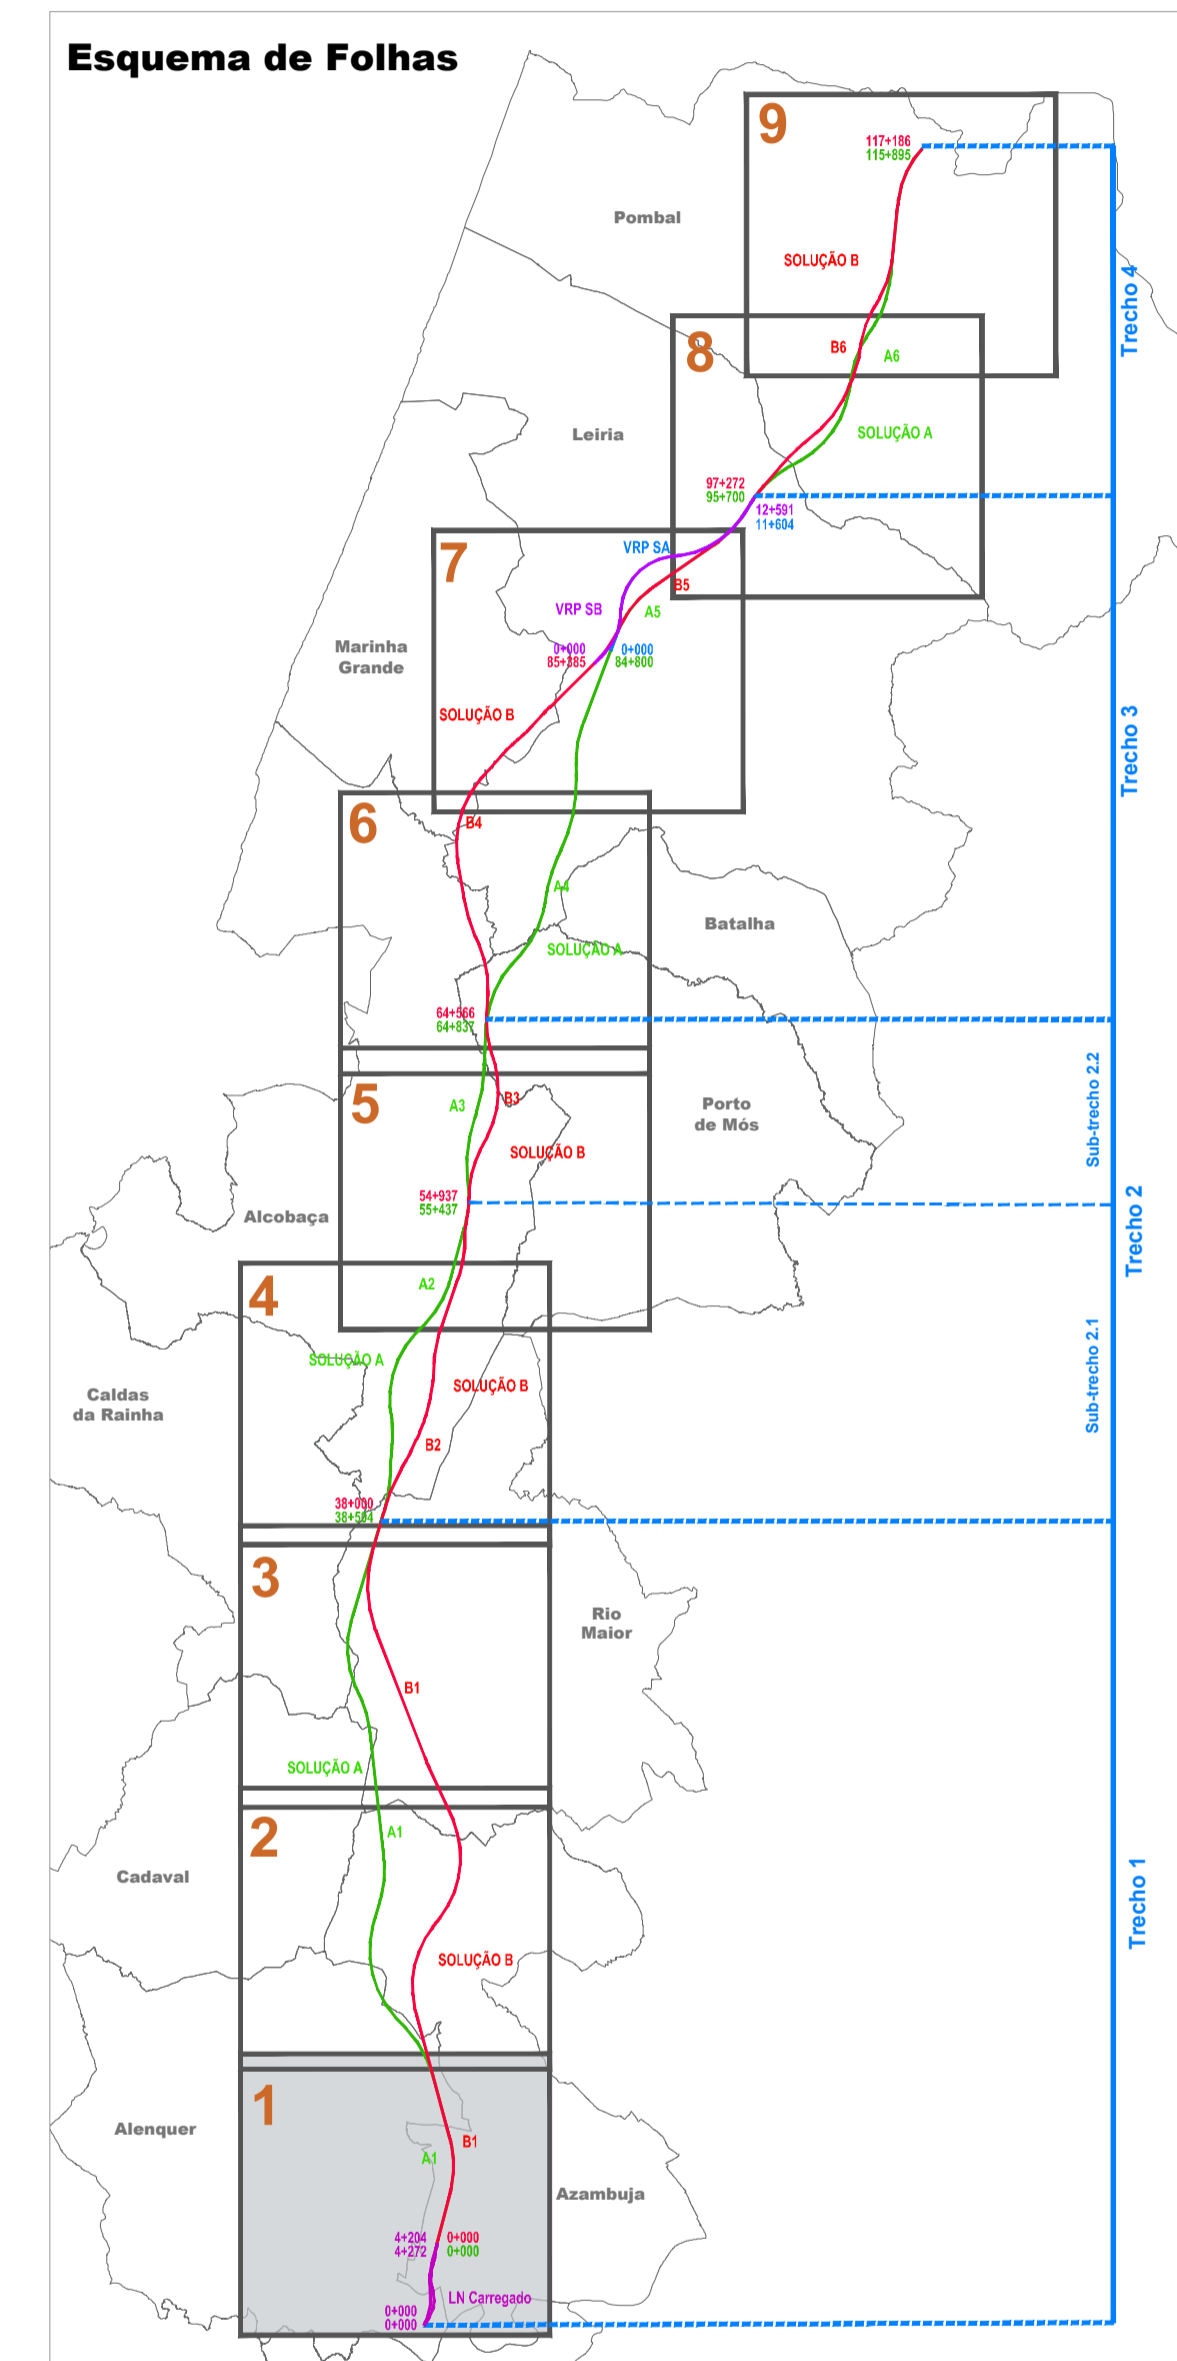 Esquema de Folhas
9
117+186
115+895
Pombal
SOLUÇÃO B
Trecho 4
8
B6
A6
Leiria
SOLUÇÃO A
97+272
95+700
12+591
11+604
7
VRP SA
B5
VRP SB
A5
Marinha
Grande
0+000
85+385
0+000
84+800
SOLUÇÃO B
Trecho 3
6
B4
A4
Batalha
SOLUÇÃO A
64+566
64+837
5
A3
B3
Porto
de Mós
Sub-trecho 2.2
SOLUÇÃO B
54+937
55+437
Alcobaça
Trecho 2
4
A2
SOLUÇÃO A
SOLUÇÃO B
Caldas
da Rainha
Sub-trecho 2.1
B2
38+000
38+504
3
Rio
Maior
B1
SOLUÇÃO A
2
A1
Cadaval
Trecho 1
SOLUÇÃO B
1
Alenquer
B1
A1
Azambuja
4+204
4+272
0+000
0+000
LN Carregado
0+000
0+000